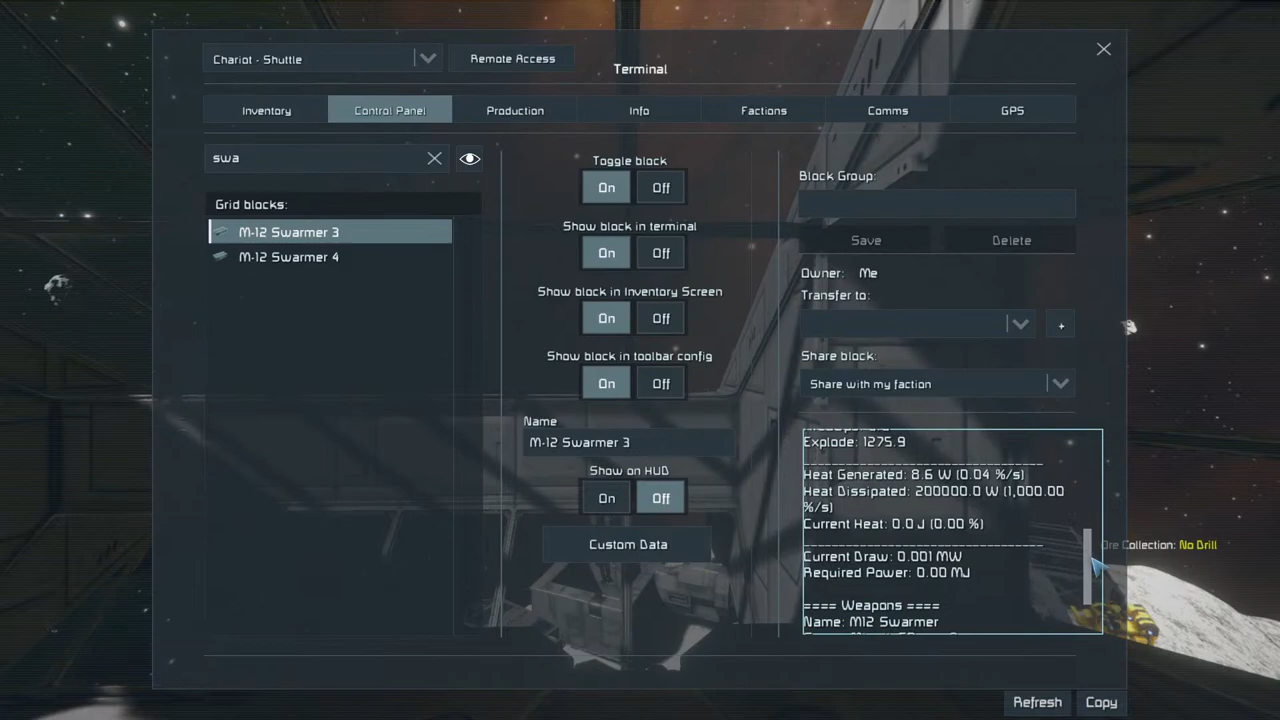 Chariot - Shuttle
Remote Access
Terminal
Inventory
Control Panel
Production
Info
Factions
Comms
GPS
swa
Grid blocks:
M-12 Swarmer 3
M-12 Swarmer 4
Toggle block
On
Off
Show block in terminal
On
Off
Show block in Inventory Screen
On
Off
Show block in toolbar config
On
Off
Name
M-12 Swarmer 3
Show on HUD
On
Off
Custom Data
Block Group:
Save
Delete
Owner: Me
Transfer to:
+
Share block:
Share with my faction
Explode: 1275.9
Heat Generated: 8.6 W (0.04 %/s)
Heat Dissipated: 200000.0 W (1,000.00
%/s)
Current Heat: 0.0 J (0.00 %)
Current Draw: 0.001 MW
Required Power: 0.00 MJ
==== Weapons ====
Name: M12 Swarmer
Ore Collection: No Drill
Refresh
Copy